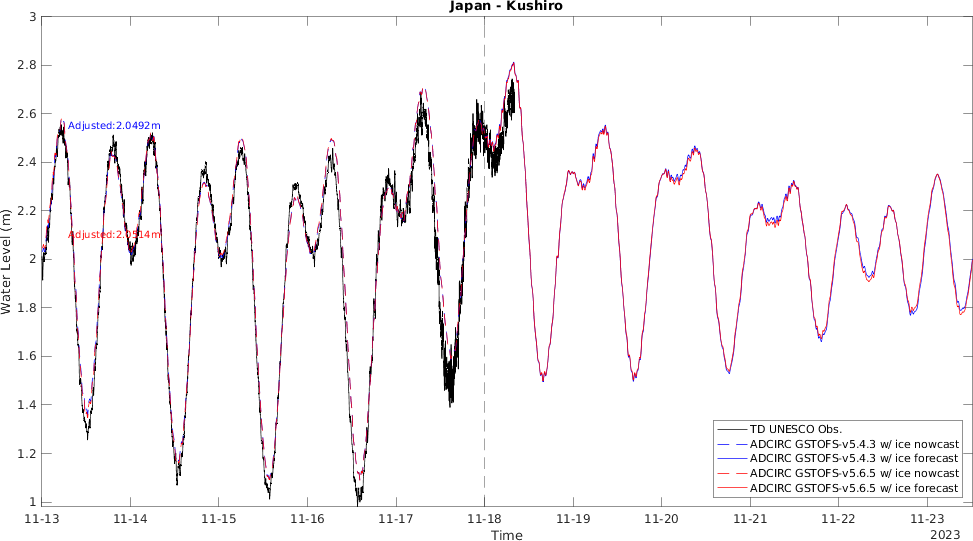 Japan - Kushiro
3
2.8
2.6
2.4
2.2
2
1.8
1.6
1.4
1.2
1
Water Level (m)
Adjusted:2.0492m
Adjusted:2.0514m
TD UNESCO Obs.
ADCIRC GSTOFS-v5.4.3 w/ ice nowcast
ADCIRC GSTOFS-v5.4.3 w/ ice forecast
ADCIRC GSTOFS-v5.6.5 w/ ice nowcast
ADCIRC GSTOFS-v5.6.5 w/ ice forecast
11-13 11-14 11-15 11-16 11-17 11-18 11-19 11-20 11-21 11-22 11-23
2023
Time